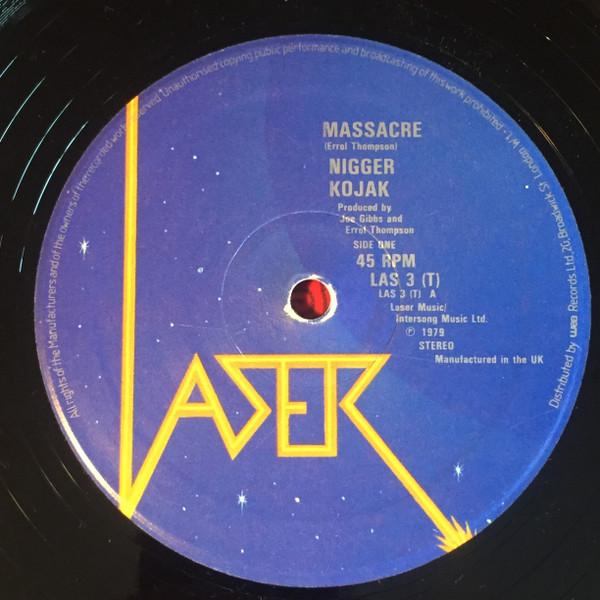 All rights of the Manufacturers and of the owners of the recorded work reserved Unauthorised copying public performance and broadcasting of this work prohibited
W1
MASSACRE
(Errol Thompson)
NIGGER
KOJAK
Produced by
Joe Gibbs and
Errol Thompson
SIDE ONE
45 RPM
LAS 3 (T)
LAS 3 (T) A
Laser Music/
Intersong Music Ltd.
Ⓟ 1979
STEREO
Manufactured in the UK
LASER
Distributed by wea Records Ltd. 20, Broadwick St. London